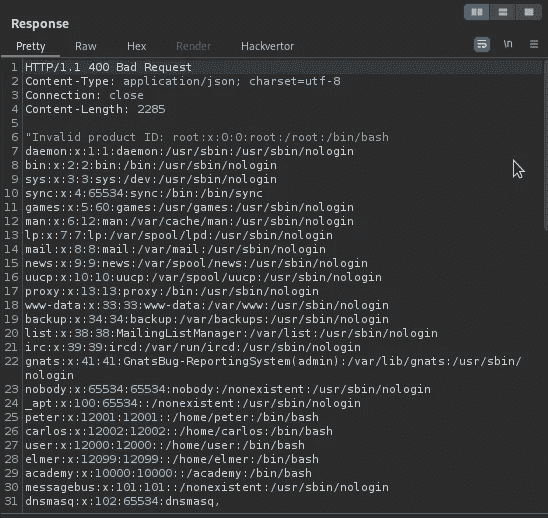 Response
Pretty Raw Hex Render Hackvertor \n
1 HTTP/1.1 400 Bad Request
2 Content-Type: application/json; charset=utf-8
3 Connection: close
4 Content-Length: 2285
5
6 "Invalid product ID: root:x:0:0:root:/root:/bin/bash
7 daemon:x:1:1:daemon:/usr/sbin:/usr/sbin/nologin
8 bin:x:2:2:bin:/bin:/usr/sbin/nologin
9 sys:x:3:3:sys:/dev:/usr/sbin/nologin
10 sync:x:4:65534:sync:/bin:/bin/sync
11 games:x:5:60:games:/usr/games:/usr/sbin/nologin
12 man:x:6:12:man:/var/cache/man:/usr/sbin/nologin
13 lp:x:7:7:lp:/var/spool/lpd:/usr/sbin/nologin
14 mail:x:8:8:mail:/var/mail:/usr/sbin/nologin
15 news:x:9:9:news:/var/spool/news:/usr/sbin/nologin
16 uucp:x:10:10:uucp:/var/spool/uucp:/usr/sbin/nologin
17 proxy:x:13:13:proxy:/bin:/usr/sbin/nologin
18 www-data:x:33:33:www-data:/var/www:/usr/sbin/nologin
19 backup:x:34:34:backup:/var/backups:/usr/sbin/nologin
20 list:x:38:38:MailingListManager:/var/list:/usr/sbin/nologin
21 irc:x:39:39:ircd:/var/run/ircd:/usr/sbin/nologin
22 gnats:x:41:41:GnatsBug-ReportingSystem(admin):/var/lib/gnats:/usr/sbin/
nologin
23 nobody:x:65534:65534:nobody:/nonexistent:/usr/sbin/nologin
24 _apt:x:100:65534::/nonexistent:/usr/sbin/nologin
25 peter:x:12001:12001::/home/peter:/bin/bash
26 carlos:x:12002:12002::/home/carlos:/bin/bash
27 user:x:12000:12000::/home/user:/bin/bash
28 elmer:x:12099:12099::/home/elmer:/bin/bash
29 academy:x:10000:10000::/academy:/bin/bash
30 messagebus:x:101:101::/nonexistent:/usr/sbin/nologin
31 dnsmasq:x:102:65534:dnsmasq,